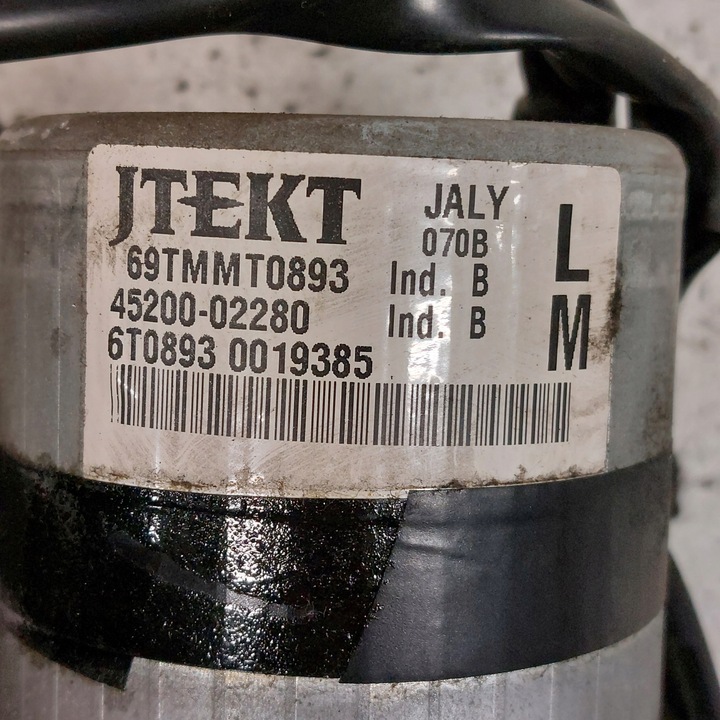 JTEKT
JALY
070B
L
M
69TMMT0893 Ind. B
45200-02280 Ind. B
6T0893 0019385